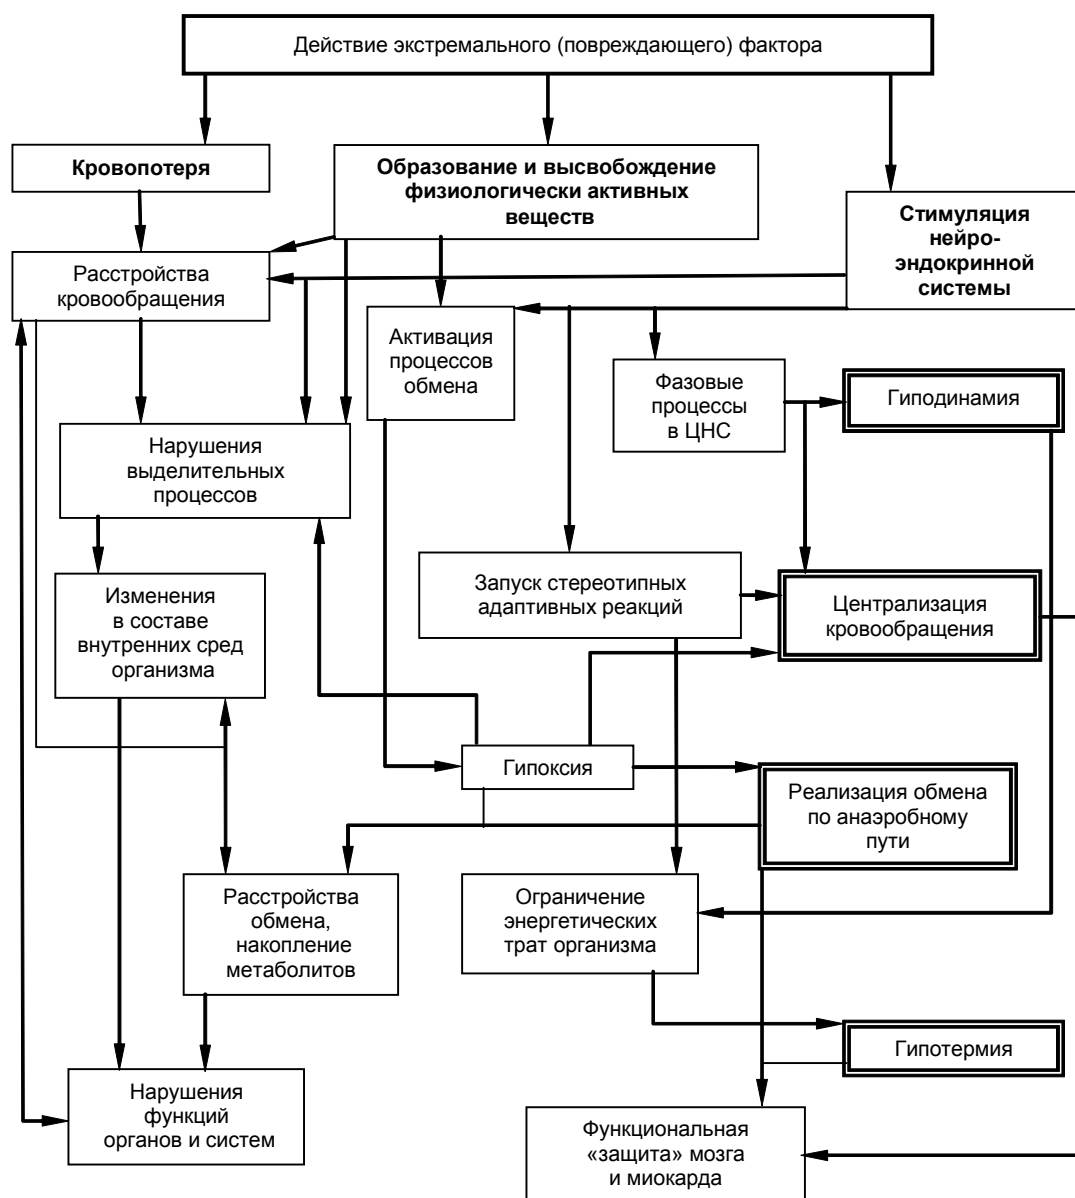 Действие экстремального (повреждающего) фактора
Кровопотеря
Образование и высвобождение
физиологически активных
веществ
Стимуляция
нейро-
эндокринной
системы
Расстройства
кровообращения
Активация
процессов
обмена
Фазовые
процессы
в ЦНС
Гиподинамия
Нарушения
выделительных
процессов
Запуск стереотипных
адаптивных реакций
Централизация
кровообращения
Изменения
в составе
внутренних сред
организма
Гипоксия
Реализация обмена
по анаэробному
пути
Расстройства
обмена,
накопление
метаболитов
Ограничение
энергетических
трат организма
Гипотермия
Нарушения
функций
органов и систем
Функциональная
«защита» мозга
и миокарда